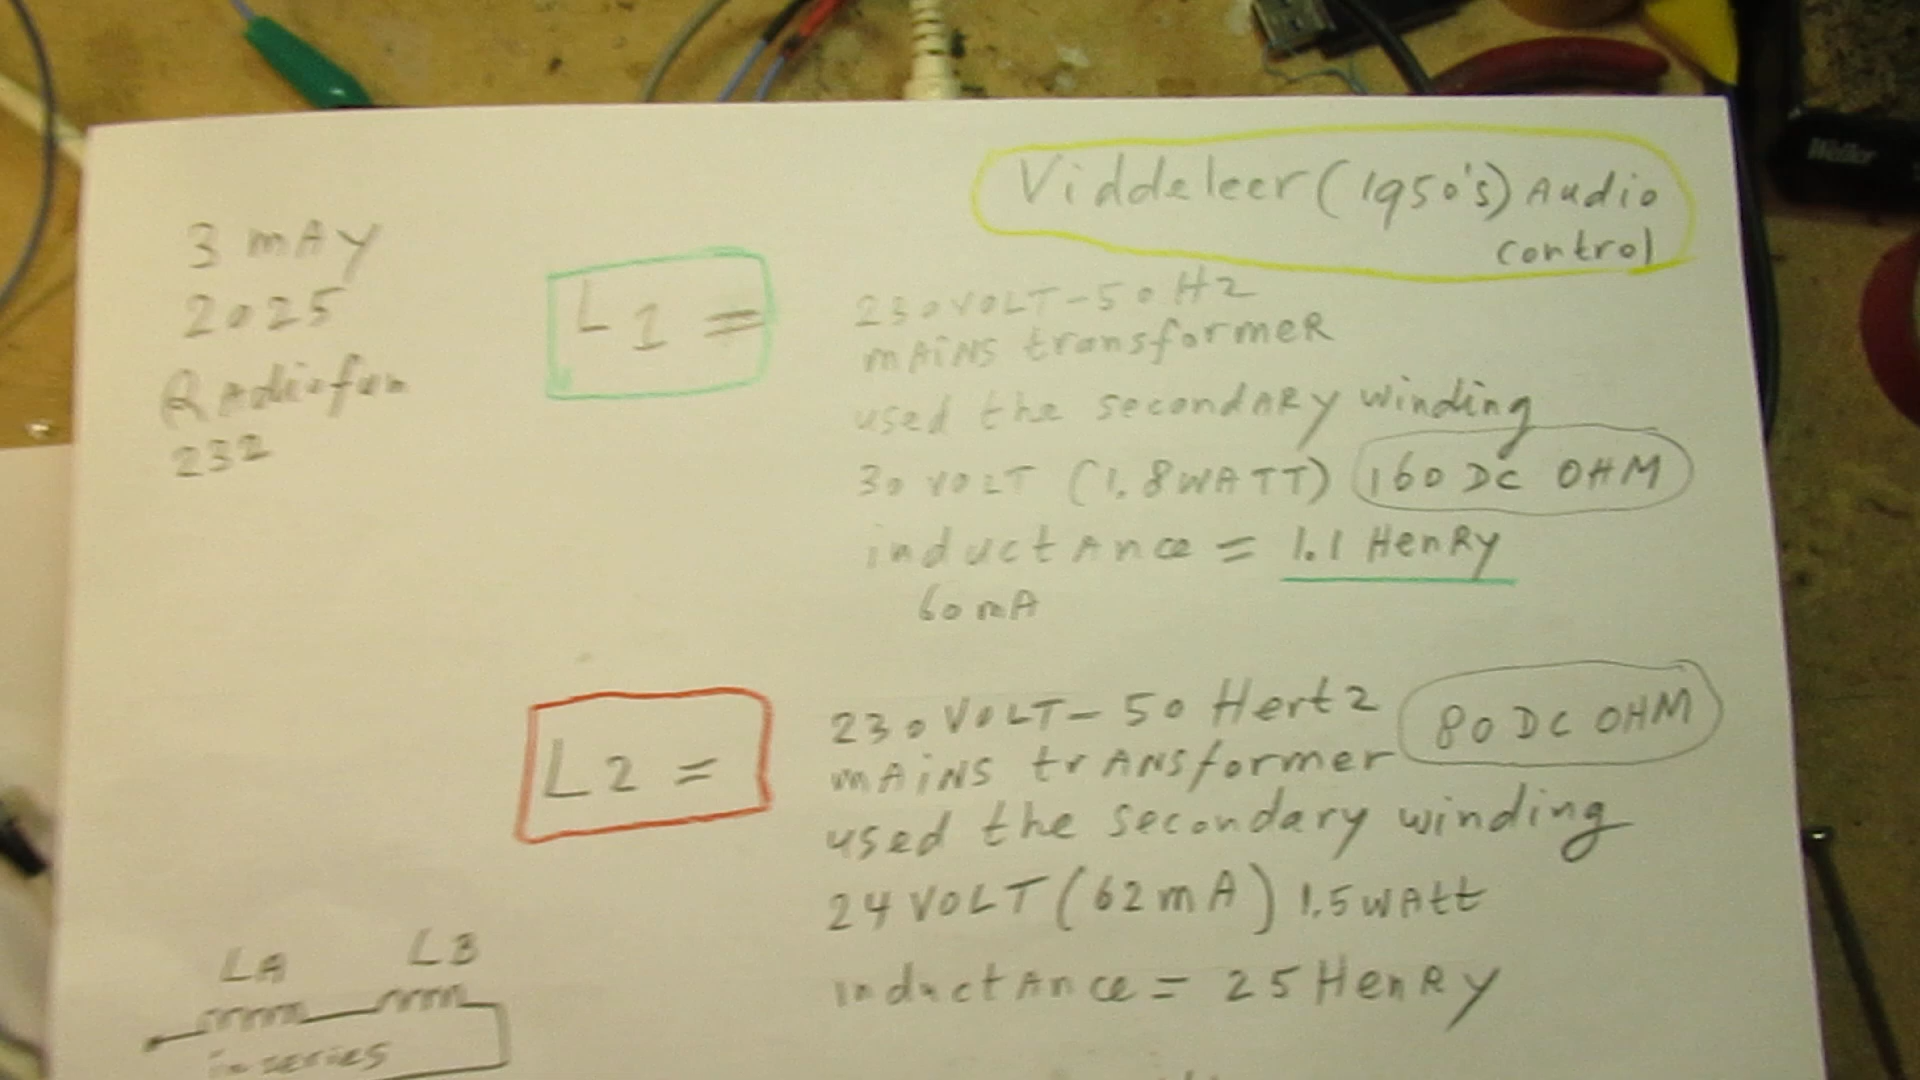 Viddeleer (1950's) Audio
control
3 mAy
2025
Radiofun
232
L1 =
230 VOLT - 50 Hz
mAiNS transformeR
used the secondARy winding
30 VOLT (1.8 WATT) 160 DC OHM
inductAnce = 1.1 HenRy
60 mA
L2 =
230 VOLT - 50 Hertz 80 DC OHM
mAiNS trANSformer
used the secondary winding
24 VOLT (62 mA) 1.5 WAtt
inductAnce = 25 HenRy
LA LB
in series
Weller